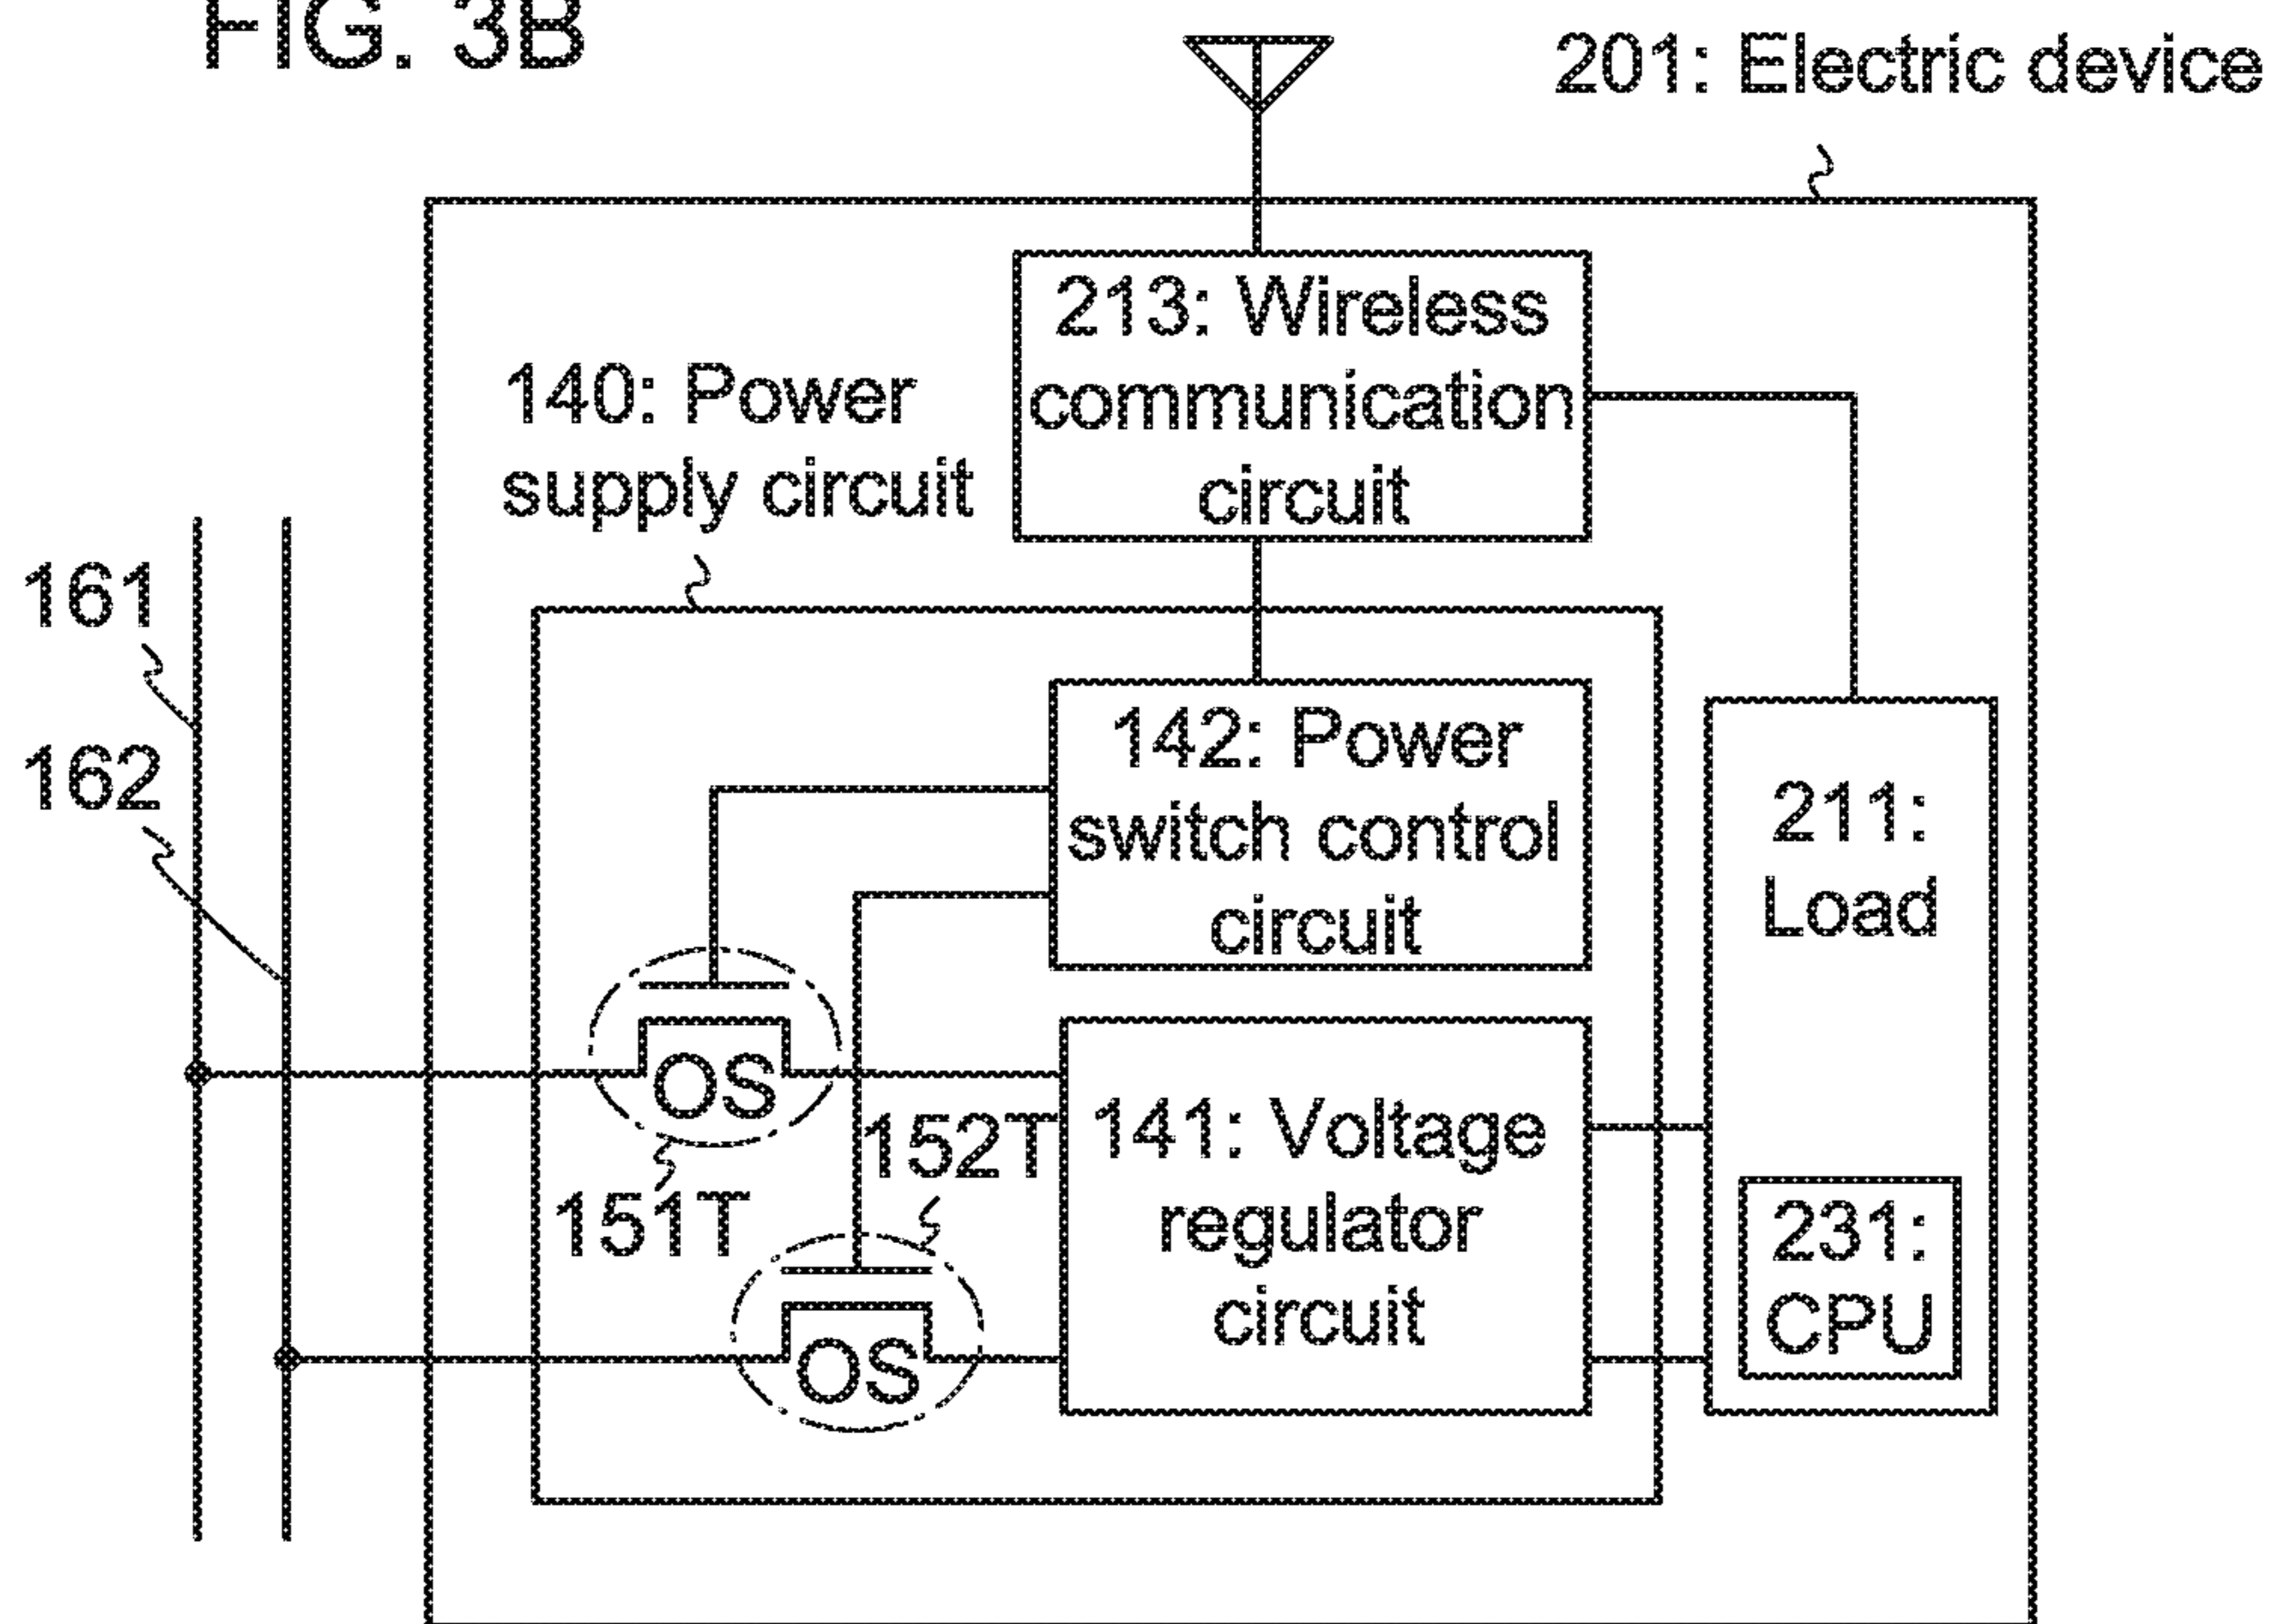 FIG. 3B
201: Electric device
213: Wireless
communication
circuit
140: Power
supply circuit
161
162
142: Power
switch control
circuit
211:
Load
OS
151T
152T
141: Voltage
regulator
circuit
231:
CPU
OS